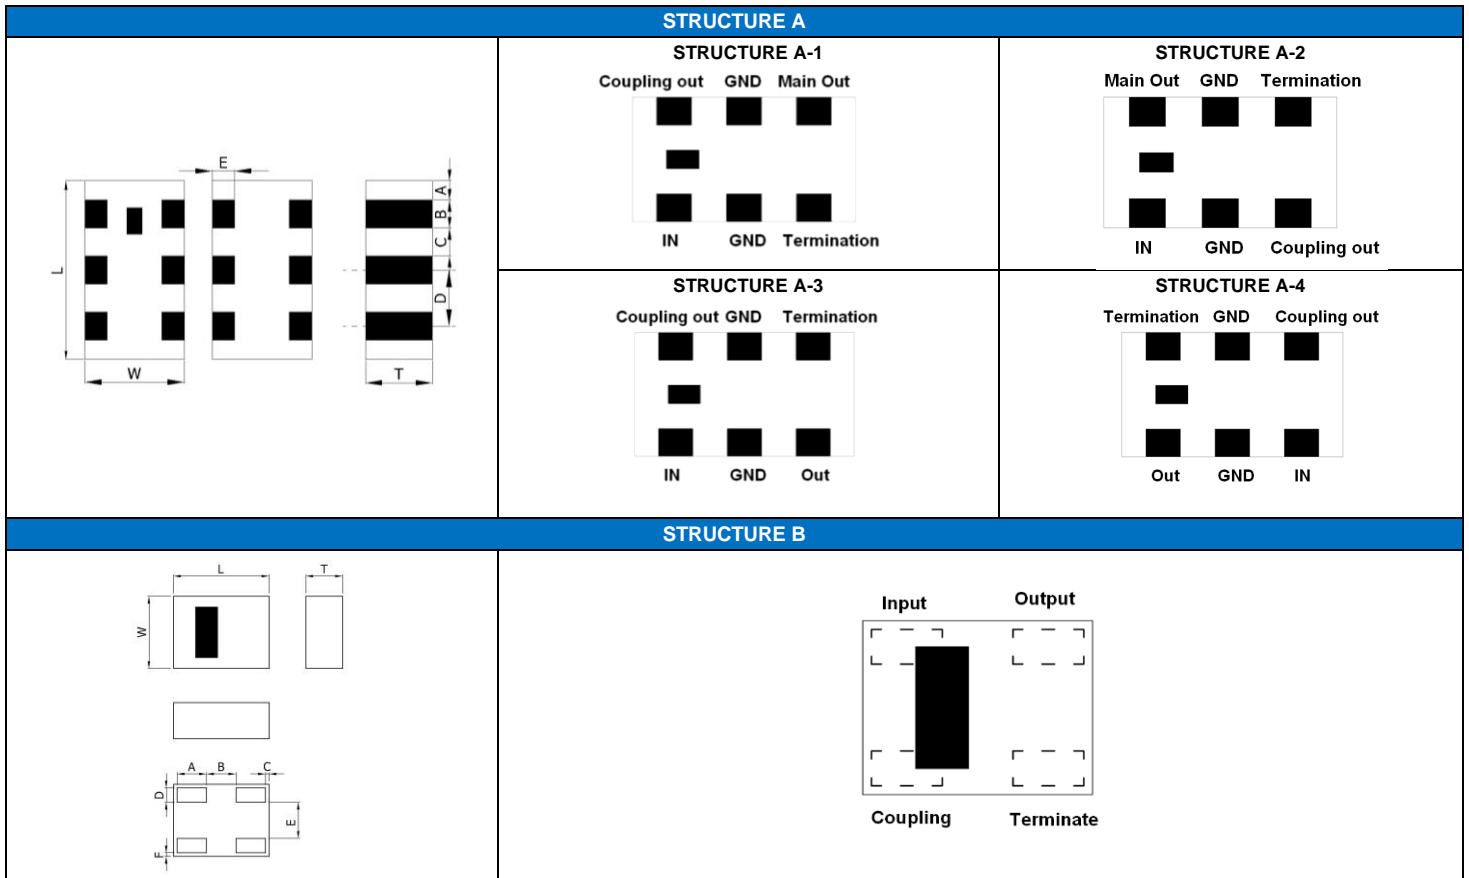 STRUCTURE A
E
A
B
C
D
L
W
T
STRUCTURE A-1
Coupling out GND Main Out
IN GND Termination
STRUCTURE A-2
Main Out GND Termination
IN GND Coupling out
STRUCTURE A-3
Coupling out GND Termination
IN GND Out
STRUCTURE A-4
Termination GND Coupling out
Out GND IN
STRUCTURE B
L T
W
A B C
D
E
F
Input Output
Coupling Terminate